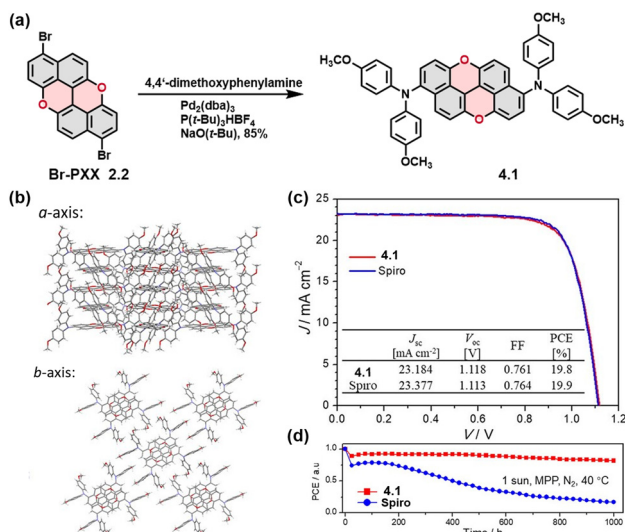 (a)
Br
O
O
Br
Br-PXX 2.2
4,4'-dimethoxyphenylamine
Pd2(dba)3
P(t-Bu)3HBF4
NaO(t-Bu), 85%
H3CO
OCH3
N
O
O
N
H3CO
OCH3
4.1
(b)
a-axis:
b-axis:
(c)
J / mA cm-2
25
20
15
10
5
0
4.1
Spiro
Jsc Voc FF PCE
[mA cm-2] [V] [%]
4.1 23.184 1.118 0.761 19.8
Spiro 23.377 1.113 0.764 19.9
0.0 0.2 0.4 0.6 0.8 1.0 1.2
V / V
(d)
PCE / a.u
1.0
0.5
0.0
4.1
Spiro
1 sun, MPP, N2, 40 °C
0 200 400 600 800 1000
Time / h